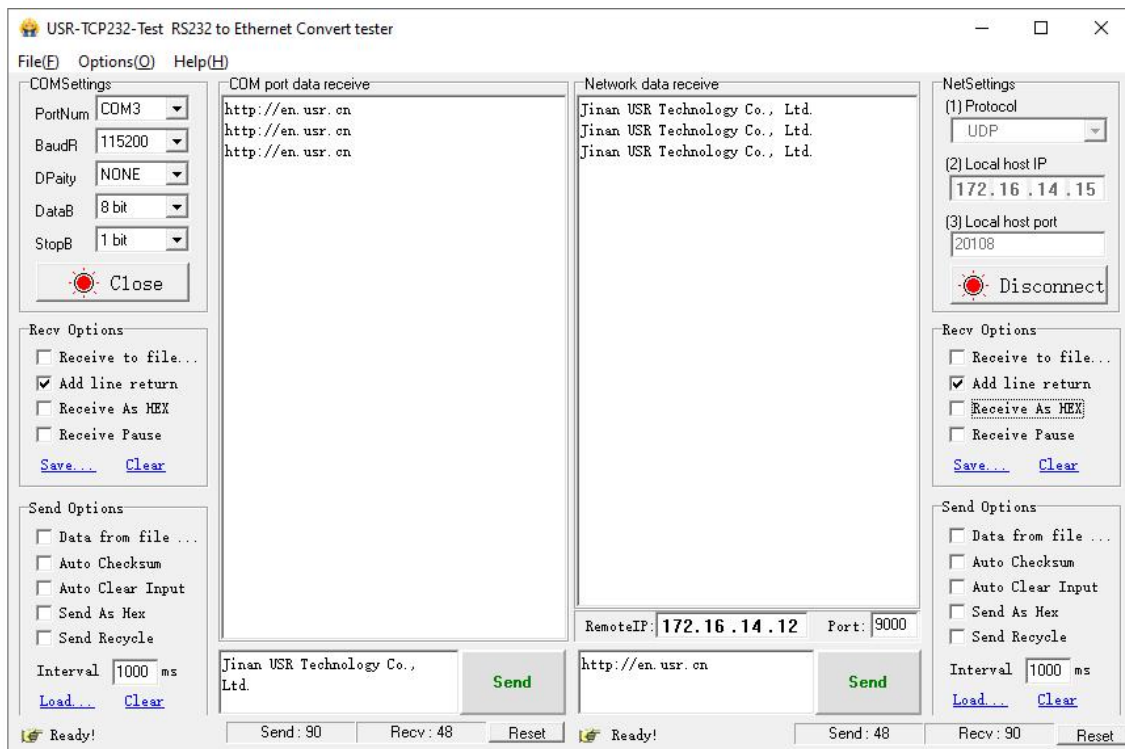 USR-TCP232-Test RS232 to Ethernet Convert tester
File(F) Options(O) Help(H)
COMSettings
PortNum COM3
BaudR 115200
DPaity NONE
DataB 8 bit
StopB 1 bit
Close
Recv Options
Receive to file...
Add line return
Receive As HEX
Receive Pause
Save... Clear
Send Options
Data from file ...
Auto Checksum
Auto Clear Input
Send As Hex
Send Recycle
Interval 1000 ms
Load... Clear
Ready!
COM port data receive
http://en.usr.cn
http://en.usr.cn
http://en.usr.cn
Jinan USR Technology Co.,
Ltd.
Send
Send : 90 Recv : 48 Reset
Network data receive
Jinan USR Technology Co., Ltd.
Jinan USR Technology Co., Ltd.
Jinan USR Technology Co., Ltd.
RemoteIP: 172.16.14.12 Port: 9000
http://en.usr.cn
Send
Ready!
Send : 48 Recv : 90 Reset
NetSettings
(1) Protocol
UDP
(2) Local host IP
172.16.14.15
(3) Local host port
20108
Disconnect
Recv Options
Receive to file...
Add line return
Receive As HEX
Receive Pause
Save... Clear
Send Options
Data from file ...
Auto Checksum
Auto Clear Input
Send As Hex
Send Recycle
Interval 1000 ms
Load... Clear